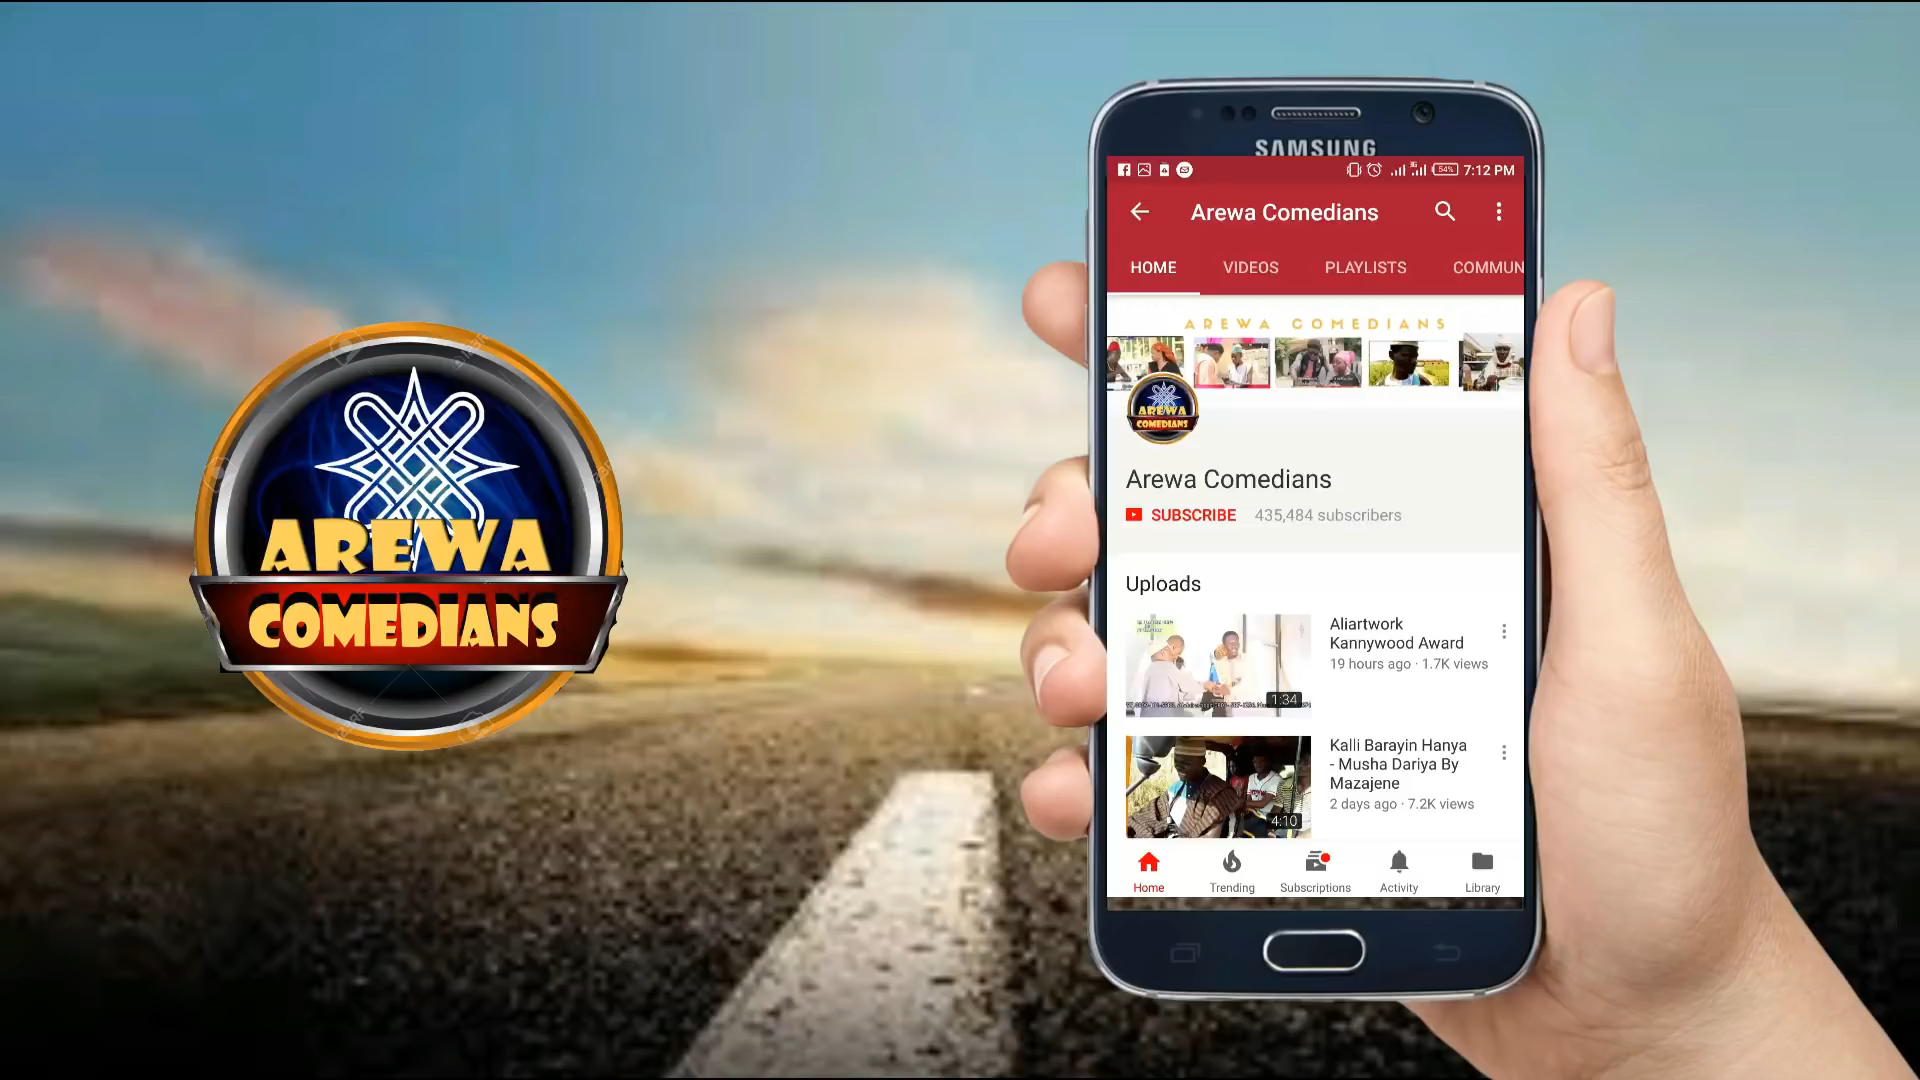 AREWA
COMEDIANS
SAMSUNG
54% 7:12 PM
Arewa Comedians
HOME VIDEOS PLAYLISTS COMMUN
AREWA COMEDIANS
AREWA
COMEDIANS
Arewa Comedians
SUBSCRIBE 435,484 subscribers
Uploads
Aliartwork
Kannywood Award
19 hours ago · 1.7K views
1:34
Kalli Barayin Hanya
- Musha Dariya By
Mazajene
2 days ago · 7.2K views
4:10
Home Trending Subscriptions Activity Library